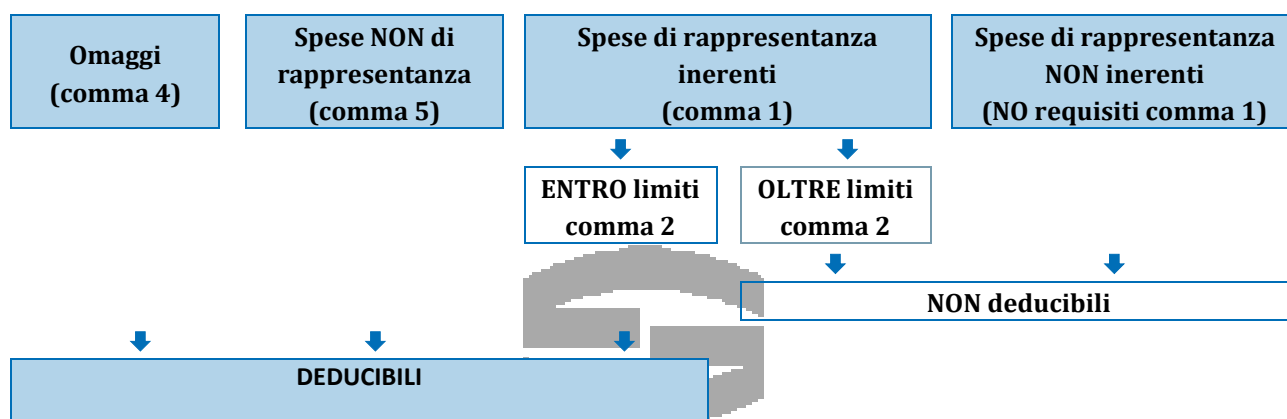 Omaggi
(comma 4)
Spese NON di
rappresentanza
(comma 5)
Spese di rappresentanza
inerenti
(comma 1)
Spese di rappresentanza
NON inerenti
(NO requisiti comma 1)
ENTRO limiti
comma 2
OLTRE limiti
comma 2
NON deducibili
DEDUCIBILI